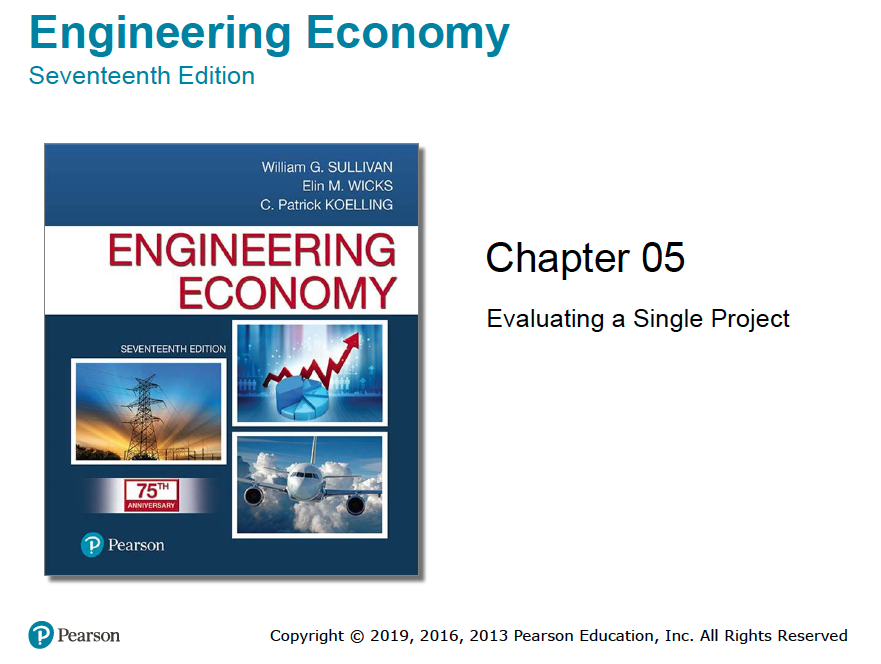 Engineering Economy
Seventeenth Edition
William G. SULLIVAN
Elin M. WICKS
C. Patrick KOELLING
ENGINEERING
ECONOMY
SEVENTEENTH EDITION
75TH
ANNIVERSARY
Pearson
Chapter 05
Evaluating a Single Project
Pearson
Copyright © 2019, 2016, 2013 Pearson Education, Inc. All Rights Reserved